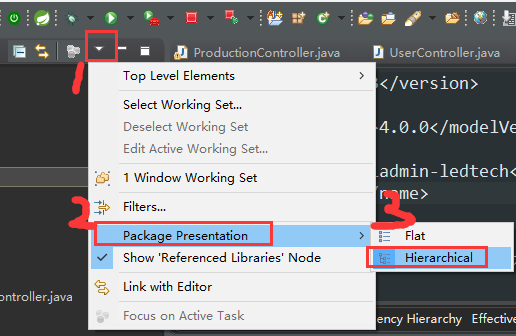 ProductionController.java
UserController.java
1
Top Level Elements
</version>
Select Working Set...
Deselect Working Set
>4.0.0</modelVe
Edit Active Working Set...
1 Window Working Set
admin-ledtech<
/name>
Filters...
2
3
Package Presentation
Flat
Show 'Referenced Libraries' Node
Hierarchical
Link with Editor
ontroller.java
Focus on Active Task
ency Hierarchy
Effective